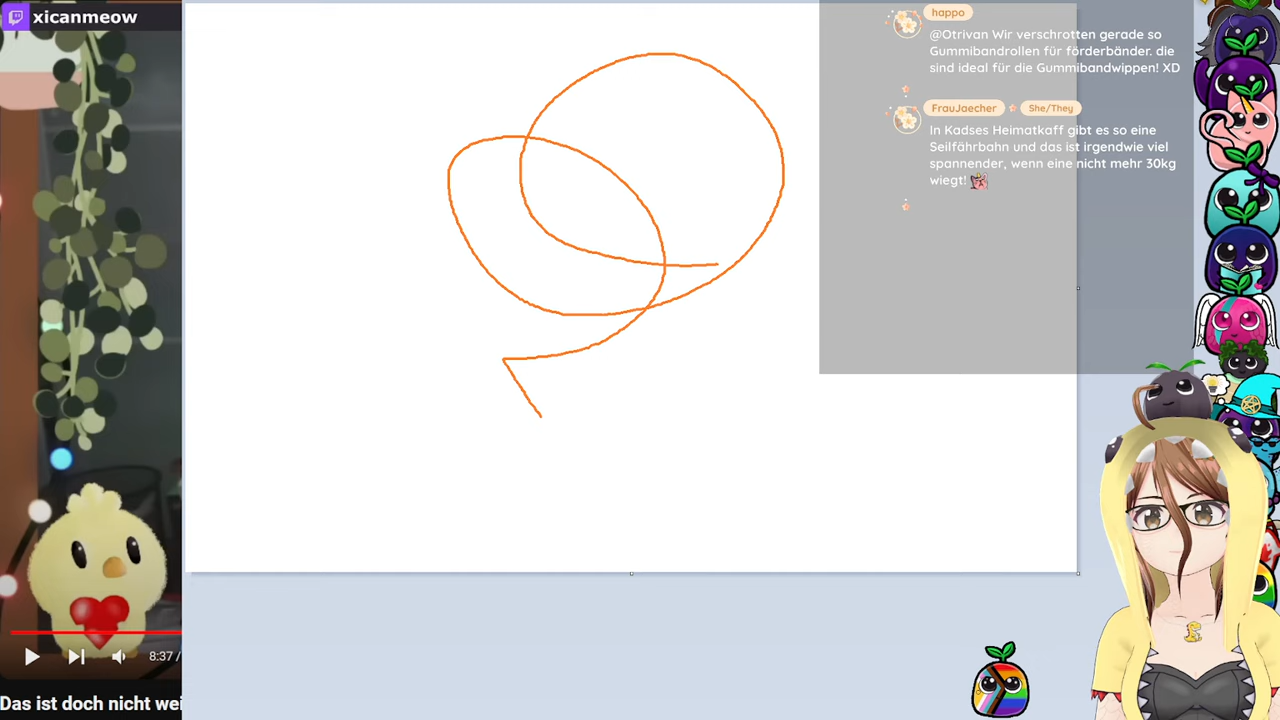 xicanmeow
happo
@Otrivan Wir verschrotten gerade so
Gummibandrollen für förderbänder. die
sind ideal für die Gummibandwippen! XD
FrauJaecher She/They
In Kadses Heimatkaff gibt es so eine
Seilfährbahn und das ist irgendwie viel
spannender, wenn eine nicht mehr 30kg
wiegt!
8:37 /
Das ist doch nicht wei